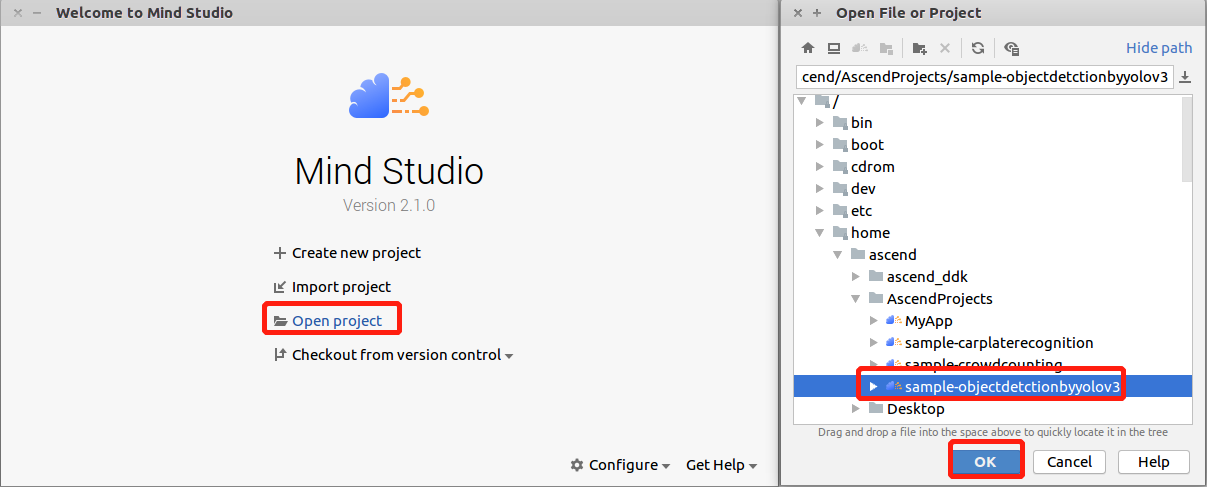 Welcome to Mind Studio
Mind Studio
Version 2.1.0
Create new project
Import project
Open project
Checkout from version control
Configure
Get Help
Open File or Project
Hide path
cend/AscendProjects/sample-objectdetctionbyyolov3
/
bin
boot
cdrom
dev
etc
home
ascend
ascend_ddk
AscendProjects
MyApp
sample-carplaterecognition
sample-crowdcounting
sample-objectdetctionbyyolov3
Desktop
Drag and drop a file into the space above to quickly locate it in the tree
OK
Cancel
Help